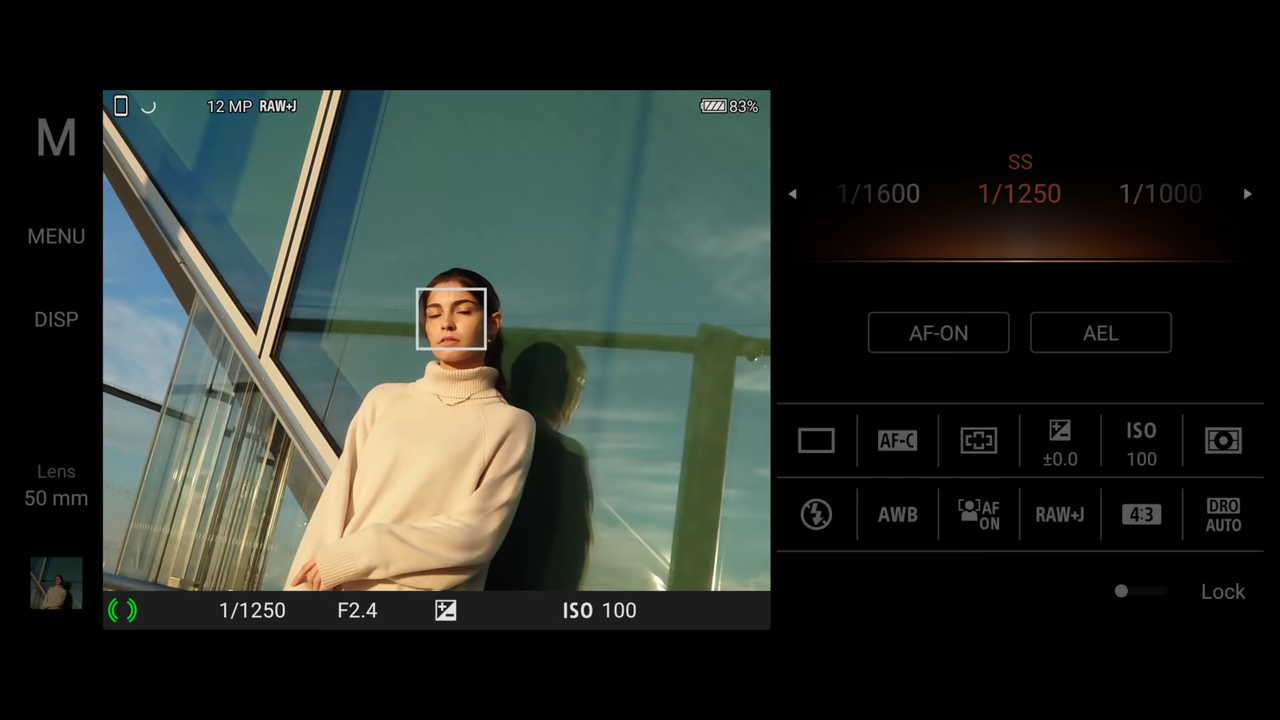 M
MENU
DISP
Lens
50 mm
12 MP RAW+J
83%
1/1250 F2.4 ISO 100
SS
1/1600 1/1250 1/1000
AF-ON AEL
AF-C
±0.0
ISO
100
AWB
AF
ON
RAW+J
4:3
DRO
AUTO
Lock